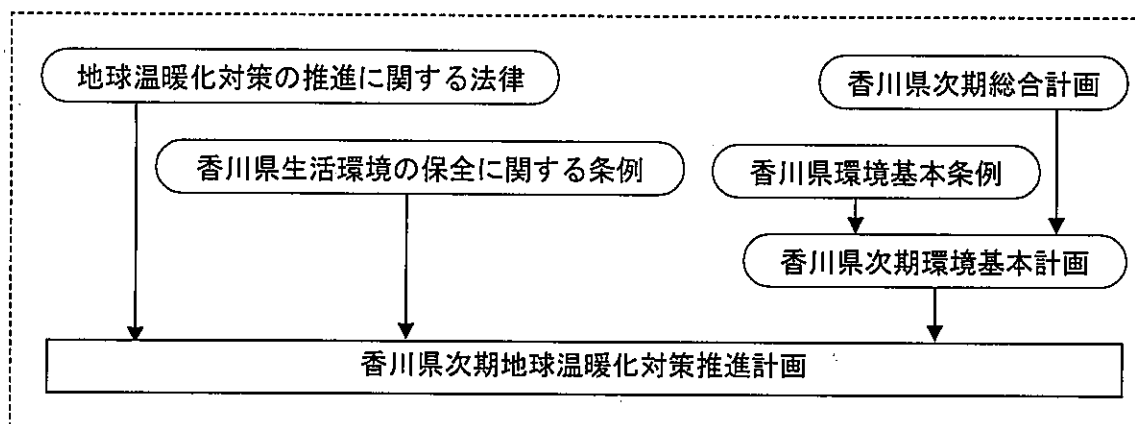 地球温暖化対策の推進に関する法律
香川県次期総合計画
香川県生活環境の保全に関する条例
香川県環境基本条例
香川県次期環境基本計画
香川県次期地球温暖化対策推進計画